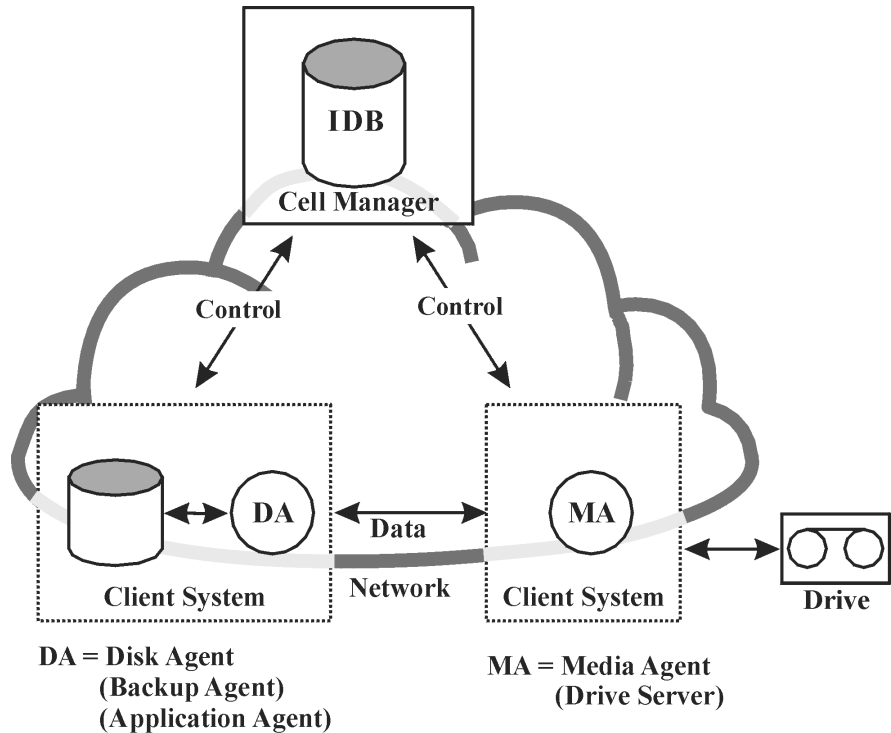 IDB
Cell Manager
Control
Control
DA
Data
MA
Network
Client System
Client System
Drive
DA = Disk Agent
(Backup Agent)
(Application Agent)
MA = Media Agent
(Drive Server)